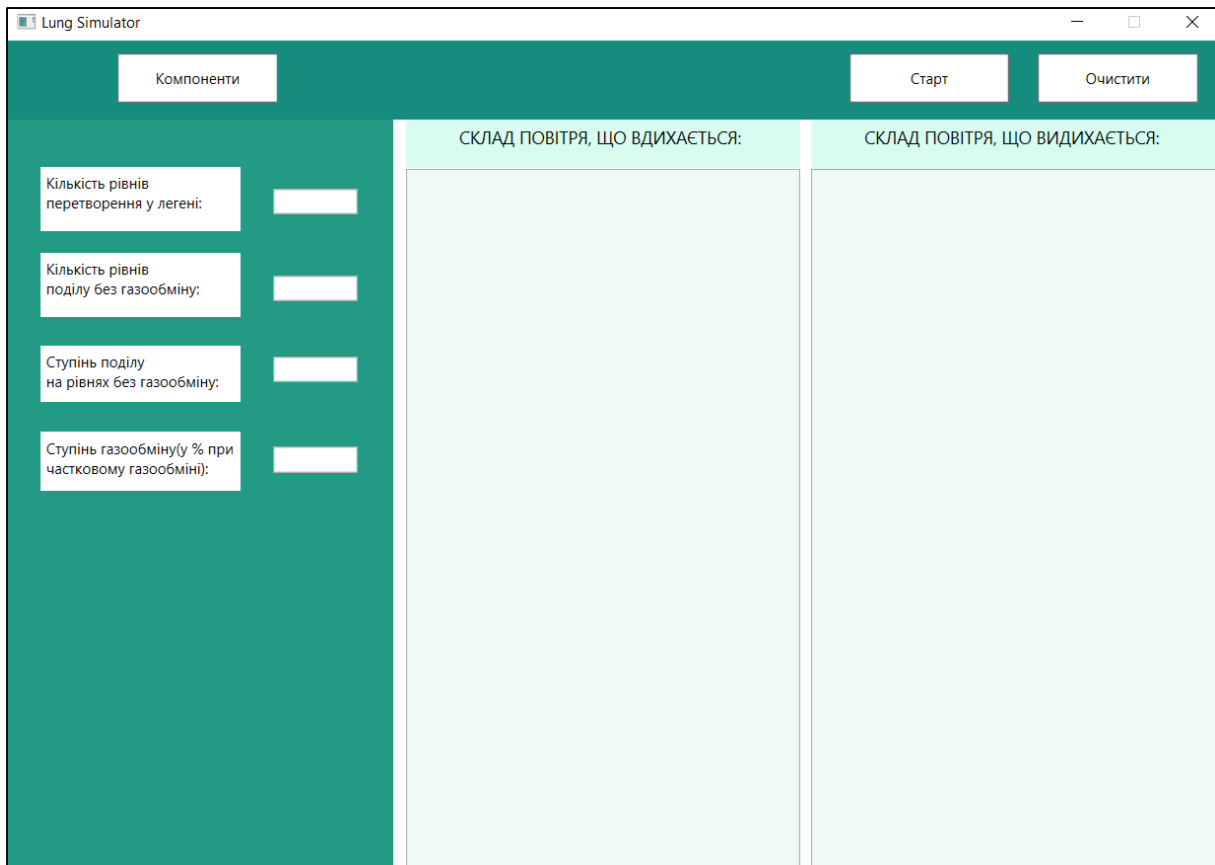 Lung Simulator
Компоненти
Старт
Очистити
СКЛАД ПОВІТРЯ, ЩО ВДИХАЄТЬСЯ:
СКЛАД ПОВІТРЯ, ЩО ВИДИХАЄТЬСЯ:
Кількість рівнів
перетворення у легені:
Кількість рівнів
поділу без газообміну:
Ступінь поділу
на рівнях без газообміну:
Ступінь газообміну(у % при
частковому газообміні):